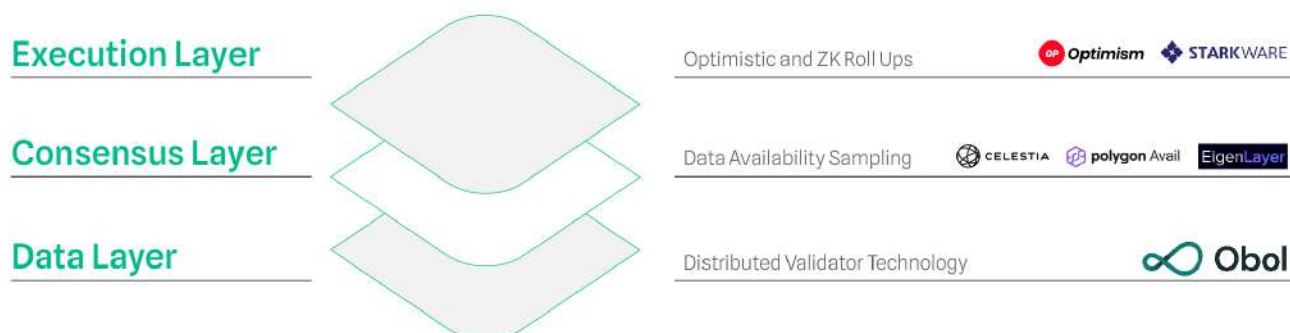 Execution Layer
Optimistic and ZK Roll Ups
OP Optimism
STARKWARE
Consensus Layer
Data Availability Sampling
CELESTIA
polygon Avail
EigenLayer
Data Layer
Distributed Validator Technology
Obol